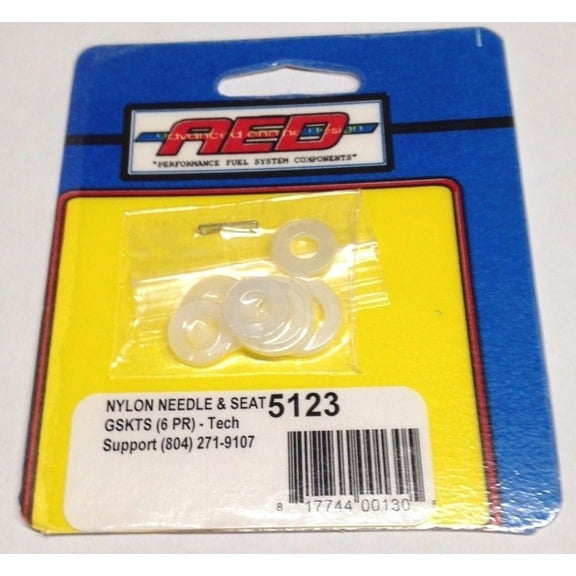 AED
advanced engine design
"PERFORMANCE FUEL SYSTEM COMPONENTS"
NYLON NEEDLE & SEAT 5123
GSKTS (6 PR) - Tech
Support (804) 271-9107
8 17744 00130